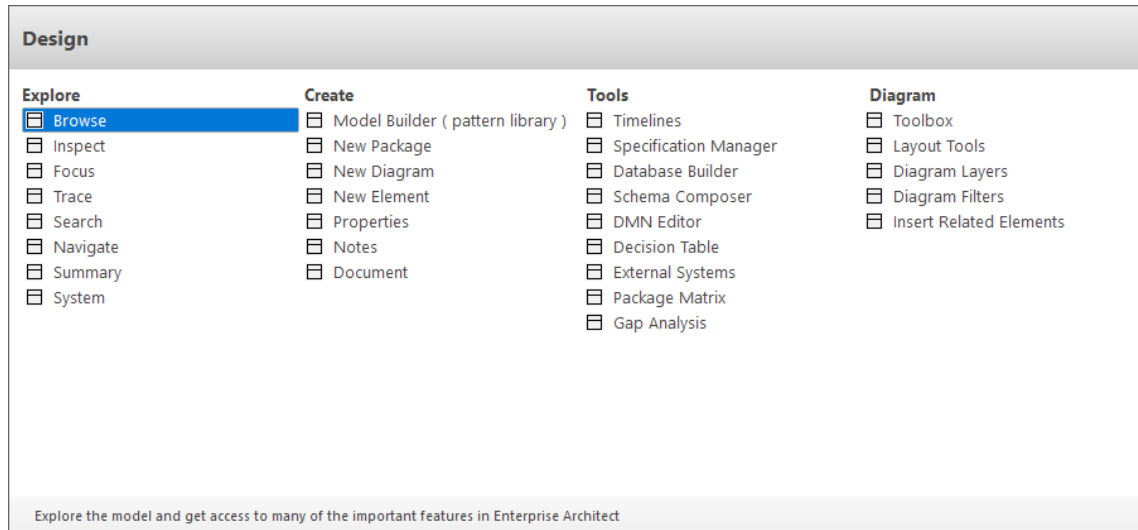 Design
Explore
Browse
Inspect
Focus
Trace
Search
Navigate
Summary
System
Create
Model Builder ( pattern library )
New Package
New Diagram
New Element
Properties
Notes
Document
Tools
Timelines
Specification Manager
Database Builder
Schema Composer
DMN Editor
Decision Table
External Systems
Package Matrix
Gap Analysis
Diagram
Toolbox
Layout Tools
Diagram Layers
Diagram Filters
Insert Related Elements
Explore the model and get access to many of the important features in Enterprise Architect